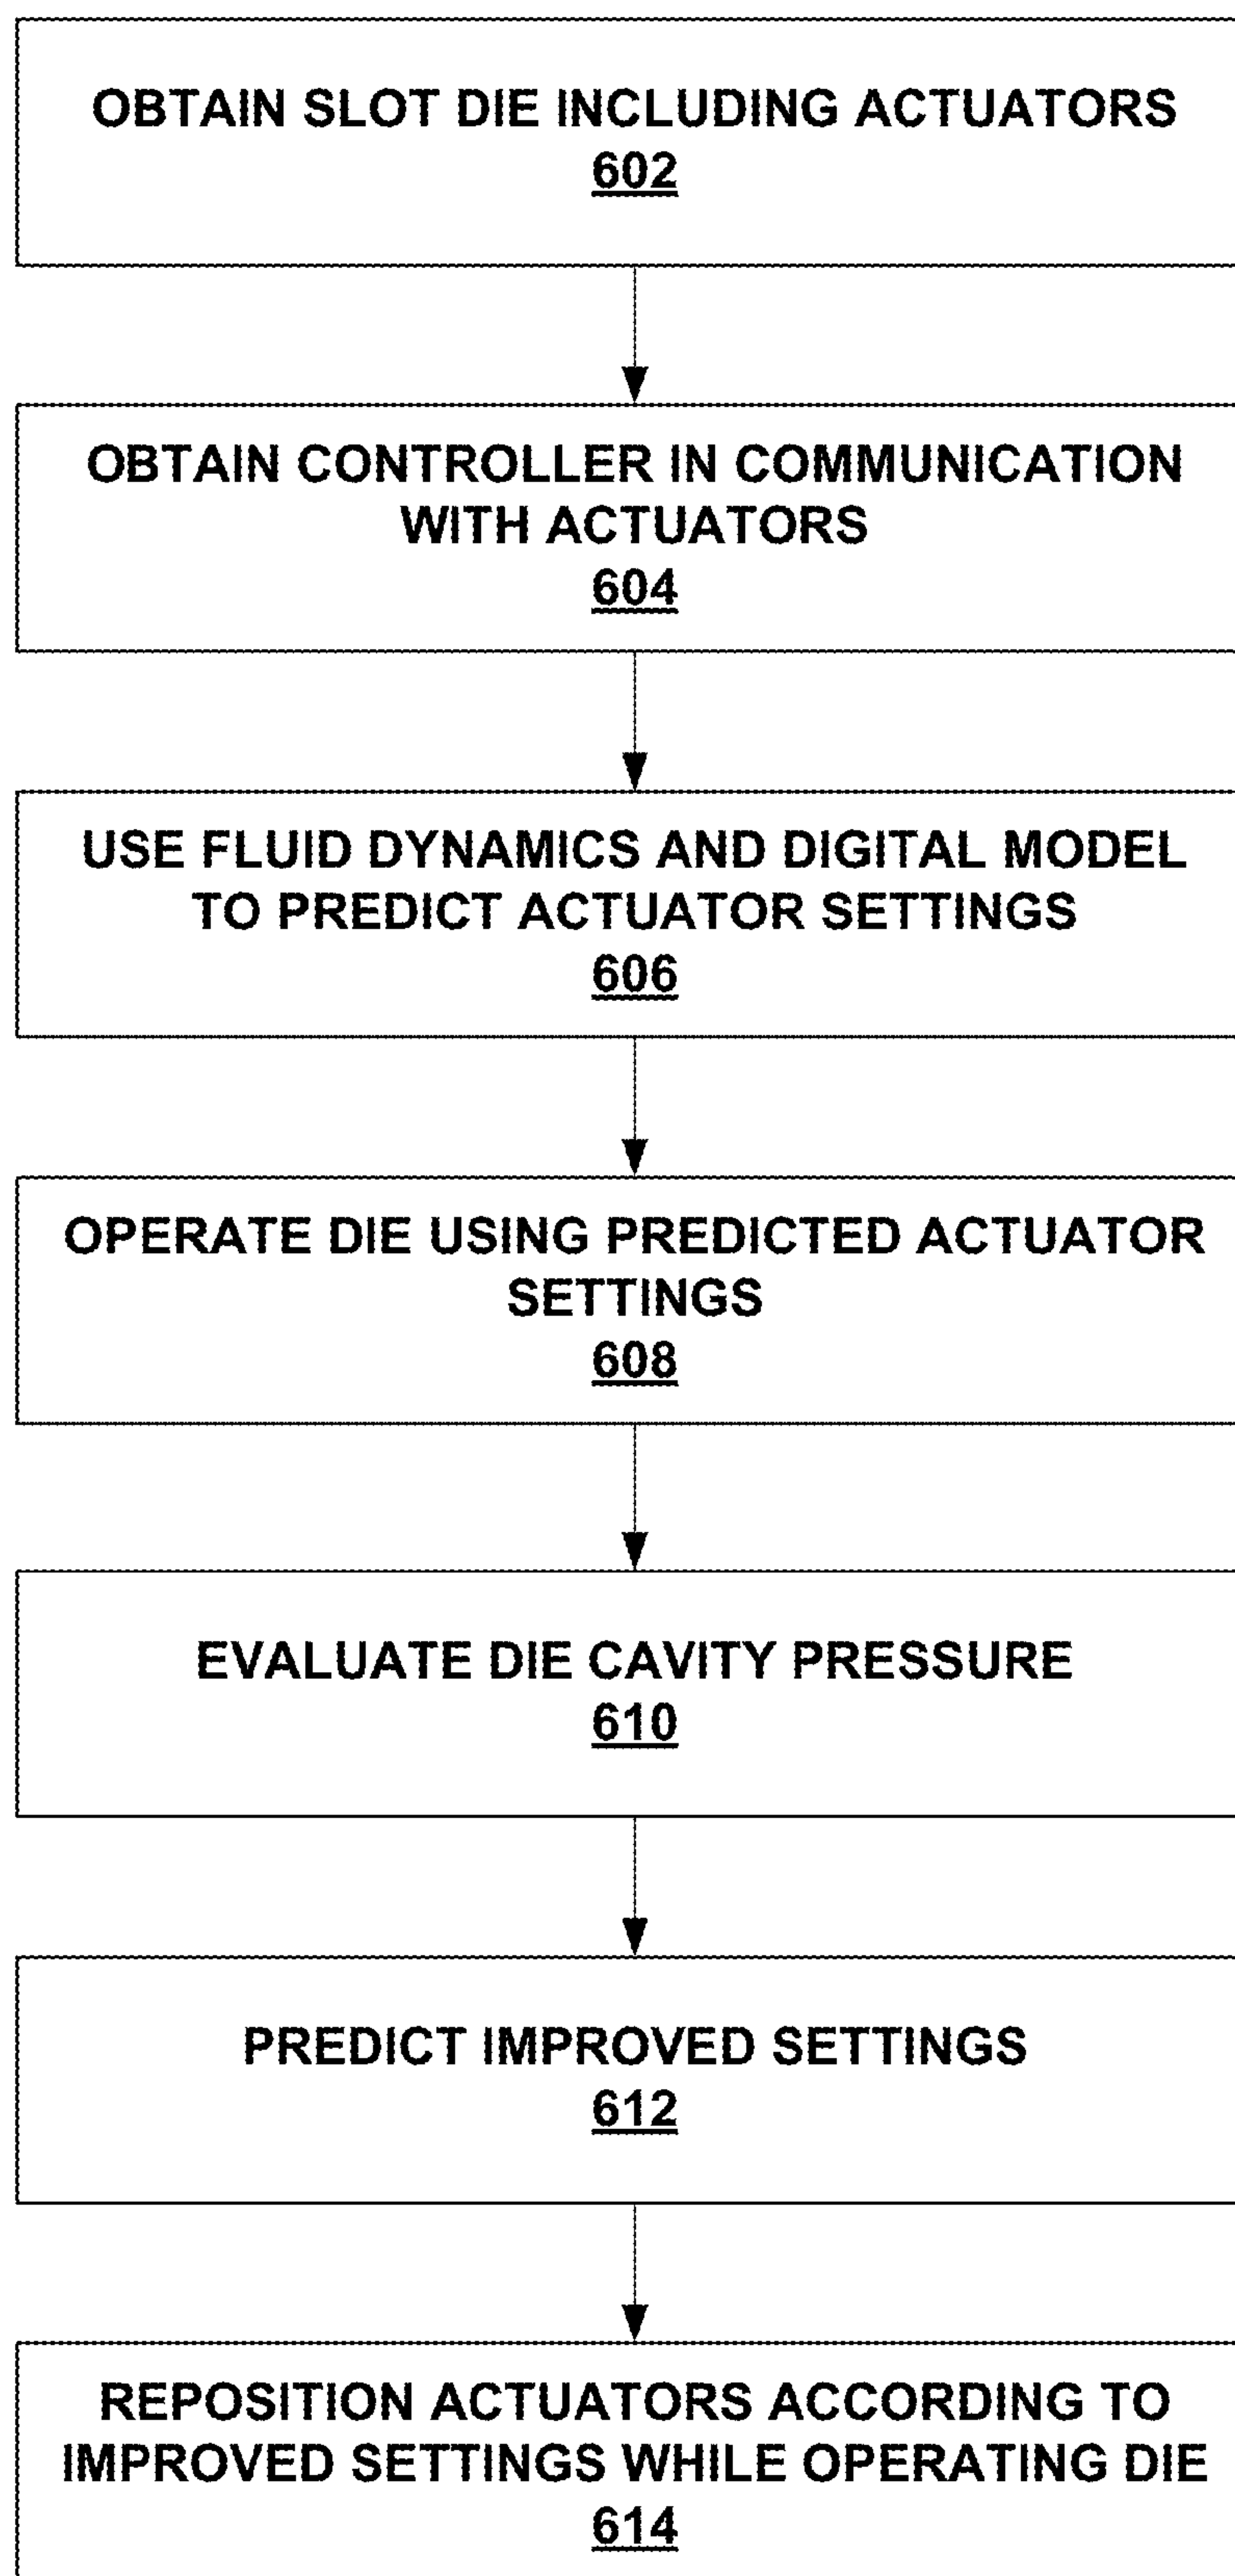 OBTAIN SLOT DIE INCLUDING ACTUATORS
602
OBTAIN CONTROLLER IN COMMUNICATION
WITH ACTUATORS
604
USE FLUID DYNAMICS AND DIGITAL MODEL
TO PREDICT ACTUATOR SETTINGS
606
OPERATE DIE USING PREDICTED ACTUATOR
SETTINGS
608
EVALUATE DIE CAVITY PRESSURE
610
PREDICT IMPROVED SETTINGS
612
REPOSITION ACTUATORS ACCORDING TO
IMPROVED SETTINGS WHILE OPERATING DIE
614